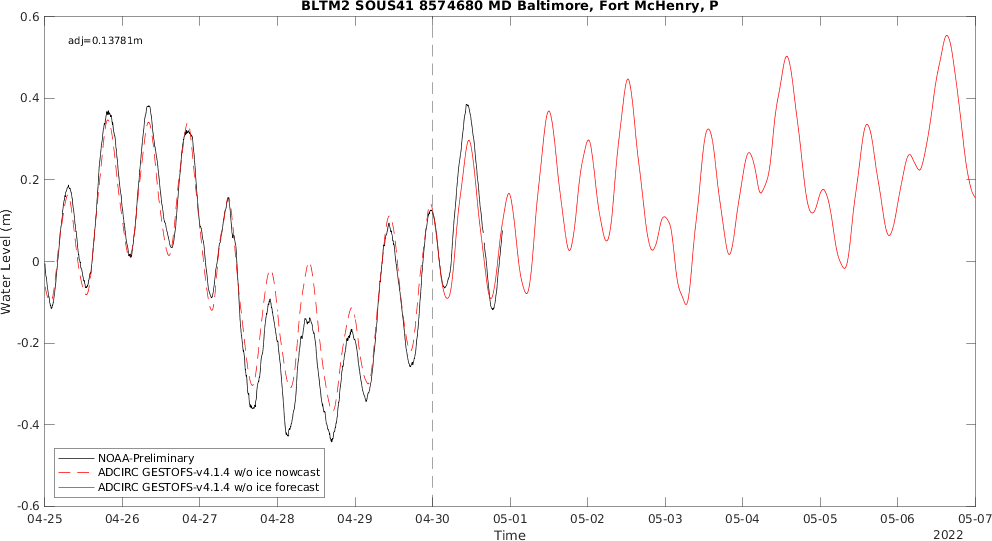 BLTM2 SOUS41 8574680 MD Baltimore, Fort McHenry, P
adj=0.13781m
0.6
0.4
0.2
0
-0.2
-0.4
-0.6
Water Level (m)
NOAA-Preliminary
ADCIRC GESTOFS-v4.1.4 w/o ice nowcast
ADCIRC GESTOFS-v4.1.4 w/o ice forecast
04-25 04-26 04-27 04-28 04-29 04-30 05-01 05-02 05-03 05-04 05-05 05-06 05-07
Time
2022